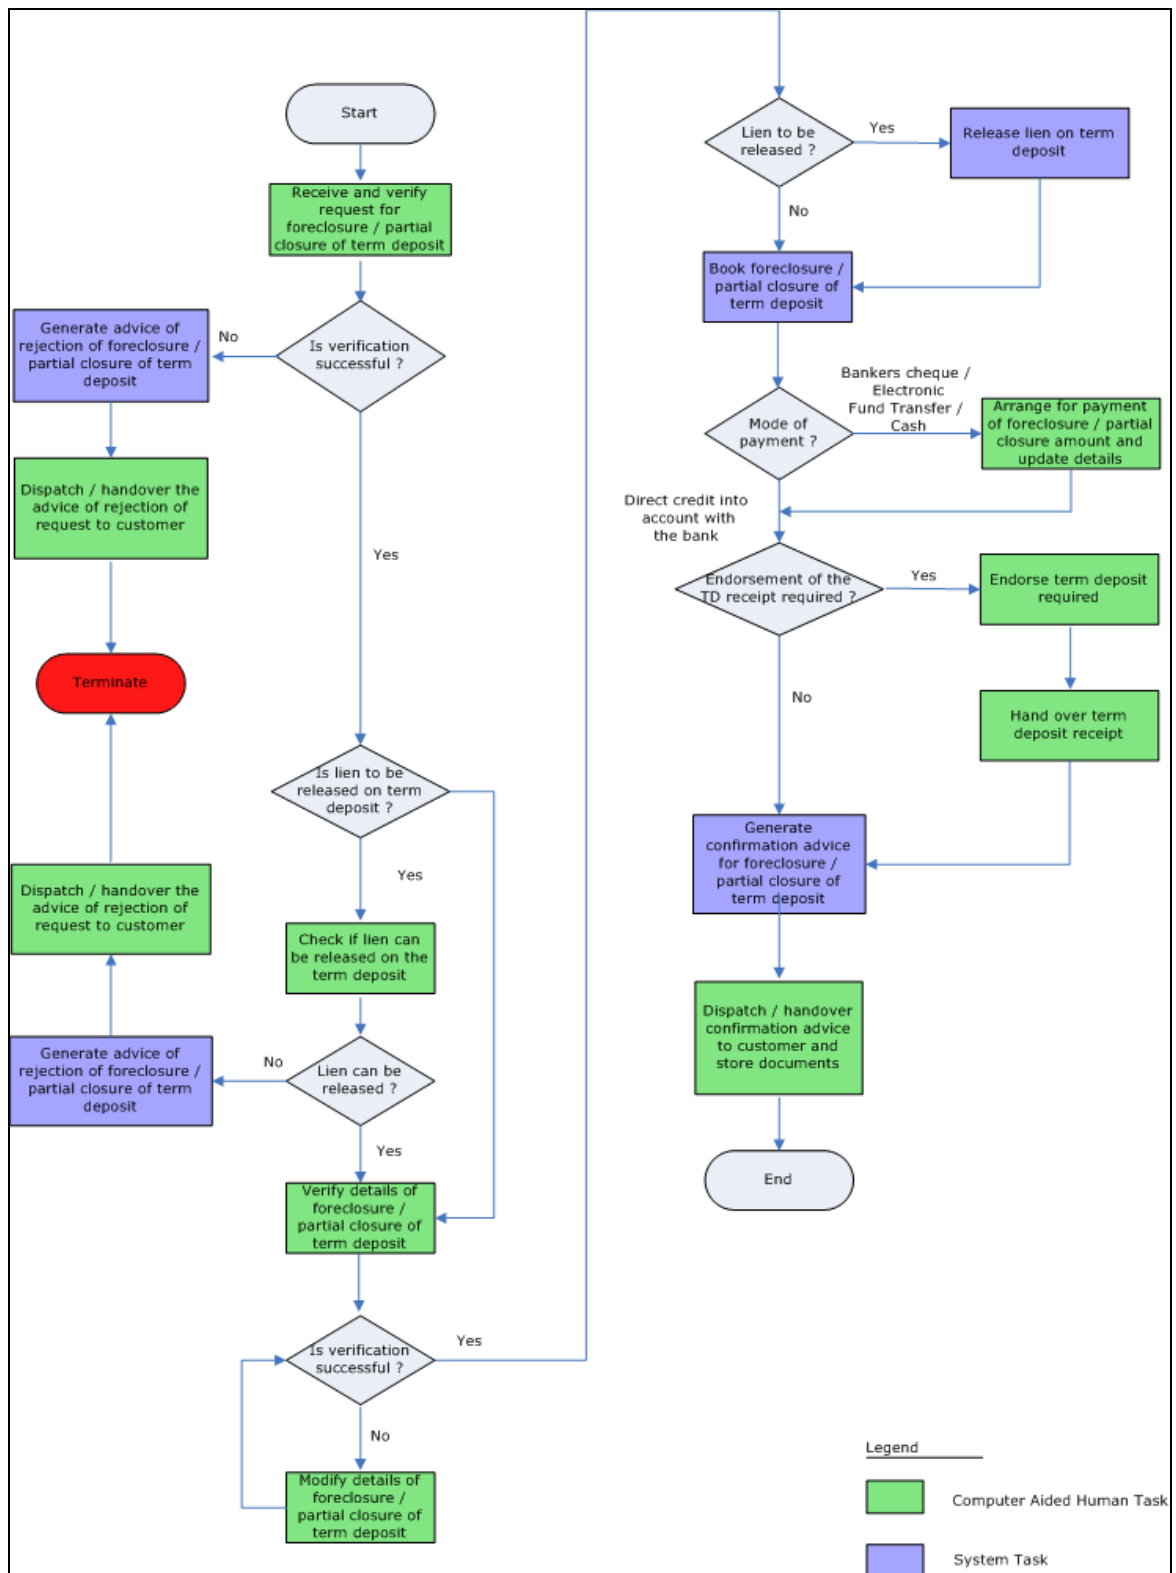 Start
Receive and verify
request for
foreclosure / partial
closure of term deposit
Is verification
successful ?
No
Generate advice of
rejection of foreclosure /
partial closure of term
deposit
Dispatch / handover the
advice of rejection of
request to customer
Terminate
Yes
Is lien to be
released on term
deposit ?
Yes
Check if lien can
be released on the
term deposit
Lien can be
released ?
No
Generate advice of
rejection of foreclosure /
partial closure of term
deposit
Dispatch / handover the
advice of rejection of
request to customer
Yes
Verify details of
foreclosure /
partial closure of
term deposit
Is verification
successful ?
Yes
No
Modify details of
foreclosure /
partial closure of
term deposit
Lien to be
released ?
Yes
Release lien on term
deposit
No
Book foreclosure /
partial closure of
term deposit
Mode of
payment ?
Bankers cheque /
Electronic
Fund Transfer /
Cash
Arrange for payment
of foreclosure / partial
closure amount and
update details
Direct credit into
account with
the bank
Endorsement of the
TD receipt required ?
Yes
Endorse term deposit
required
Hand over term
deposit receipt
No
Generate
confirmation advice
for foreclosure /
partial closure of
term deposit
Dispatch / handover
confirmation advice
to customer and
store documents
End
Legend
Computer Aided Human Task
System Task